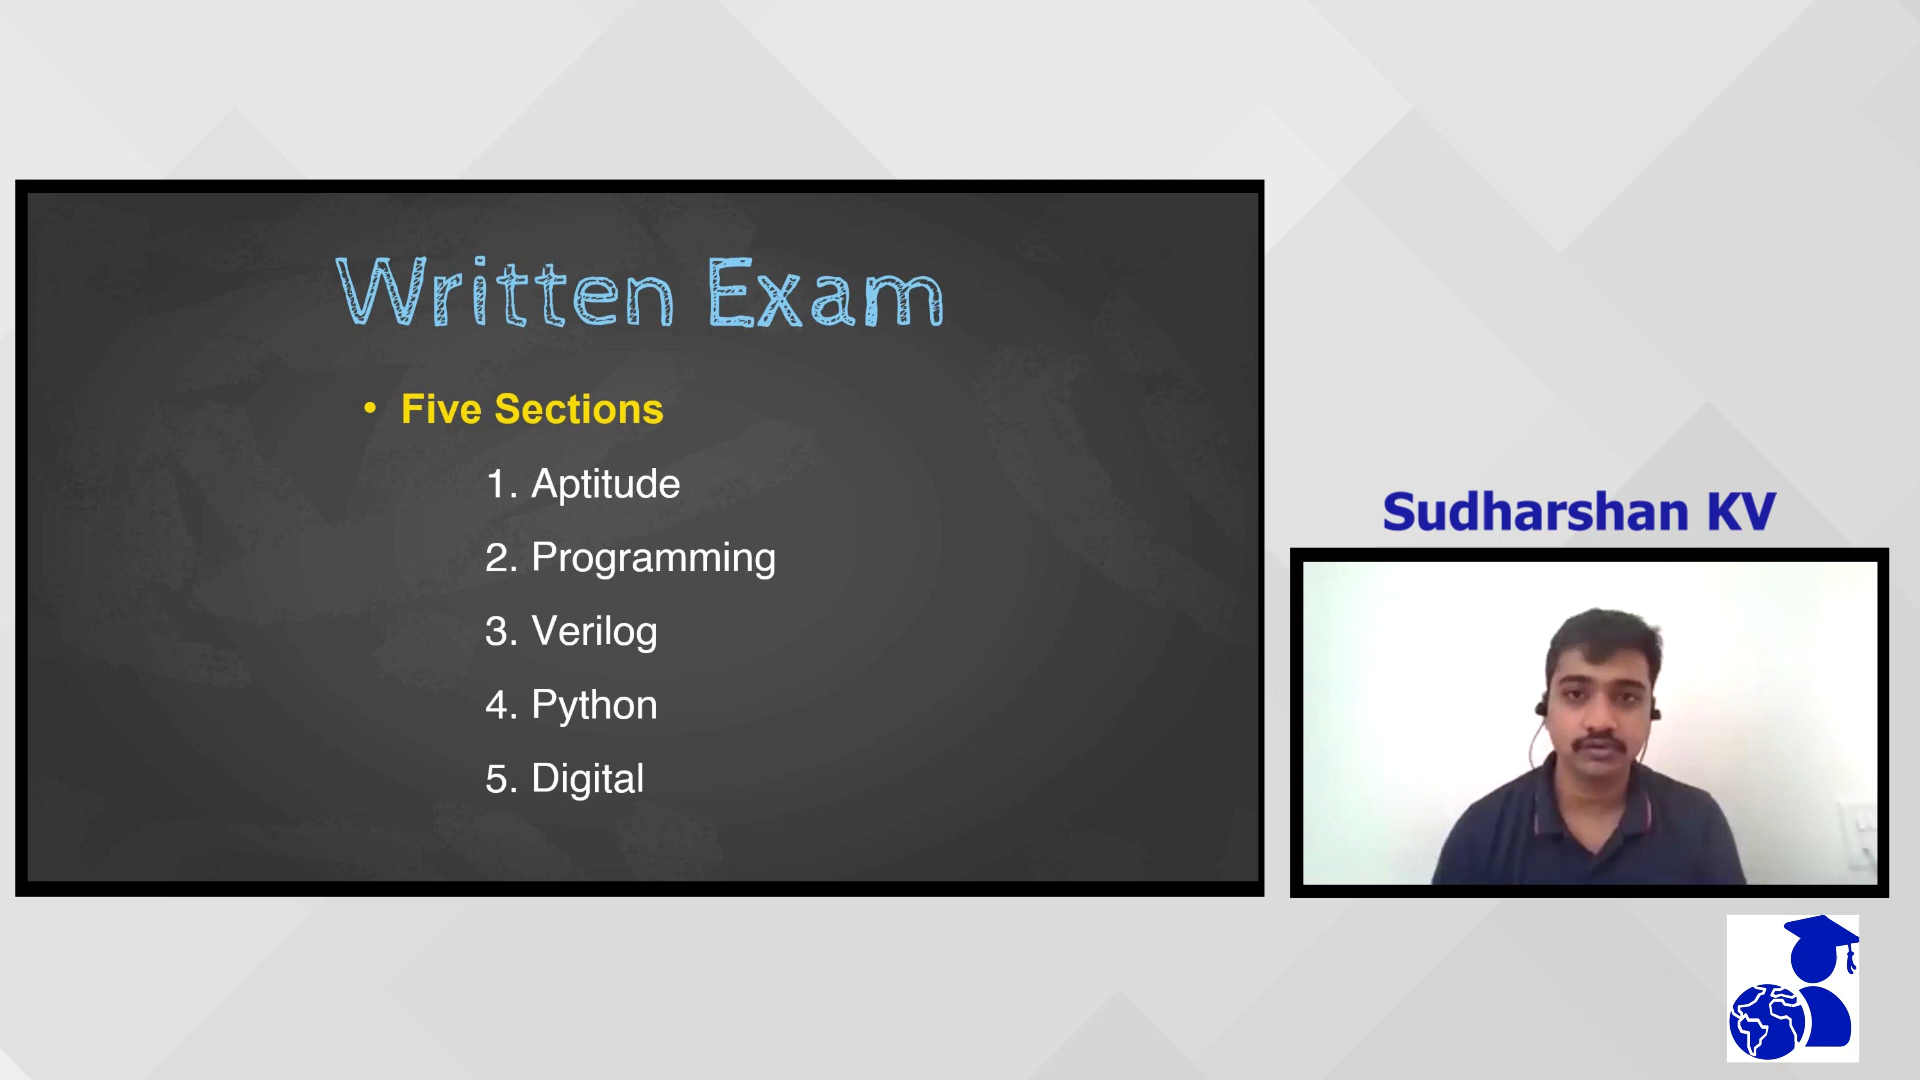 Written Exam
• Five Sections
1. Aptitude
2. Programming
3. Verilog
4. Python
5. Digital
Sudharshan KV